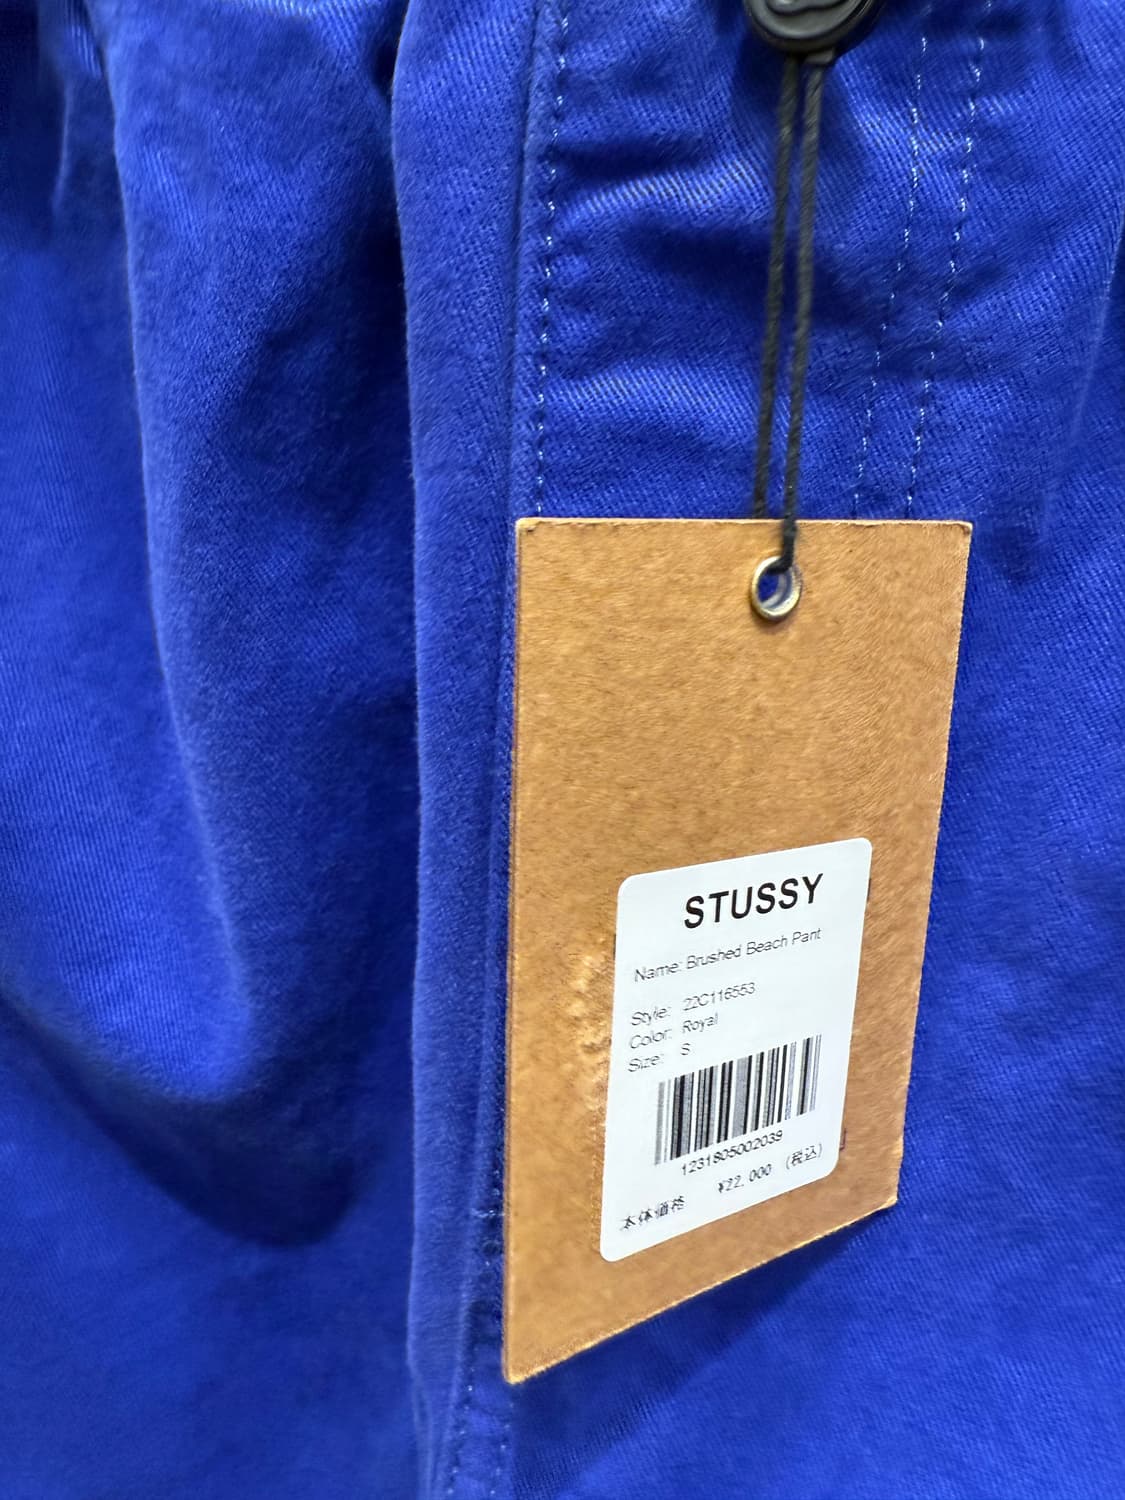 STUSSY
Name: Brushed Beach Pant
Style: 22C116553
Color: Royal
Size: S
1231805002039
本体価格 ¥22,000 (税込)